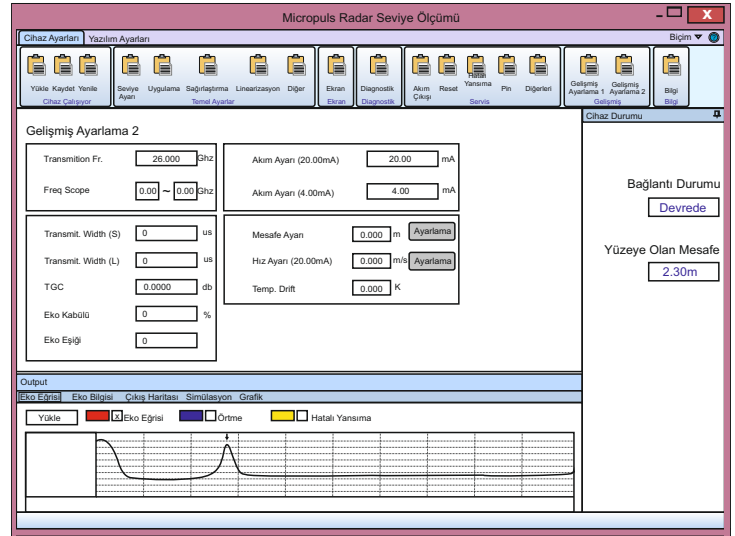 Micropuls Radar Seviye Ölçümü
X
Cihaz Ayarları Yazılım Ayarları Biçim
Yükle Kaydet Yenile
Cihaz Çalışıyor
Seviye Ayarı Uygulama Sağırlaştırma Linearizasyon Diğer
Temel Ayarlar
Ekran
Ekran
Diagnostik
Diagnostik
Akım Çıkışı Reset Hatalı Yansıma Pin Diğerleri
Servis
Gelişmiş Ayarlama 1 Gelişmiş Ayarlama 2
Gelişmiş
Bilgi
Bilgi
Cihaz Durumu
Gelişmiş Ayarlama 2
Transmition Fr. 26.000 Ghz
Freq Scope 0.00 ~ 0.00 Ghz
Akım Ayarı (20.00mA) 20.00 mA
Akım Ayarı (4.00mA) 4.00 mA
Transmit. Width (S) 0 us
Transmit. Width (L) 0 us
TGC 0.0000 db
Eko Kabülü 0 %
Eko Eşiği 0
Mesafe Ayarı 0.000 m Ayarlama
Hız Ayarı (20.00mA) 0.000 m/s Ayarlama
Temp. Drift 0.000 K
Bağlantı Durumu
Devrede
Yüzeye Olan Mesafe
2.30m
Output
Eko Eğrisi Eko Bilgisi Çıkış Haritası Simülasyon Grafik
Yükle X Eko Eğrisi Örtme Hatalı Yansıma